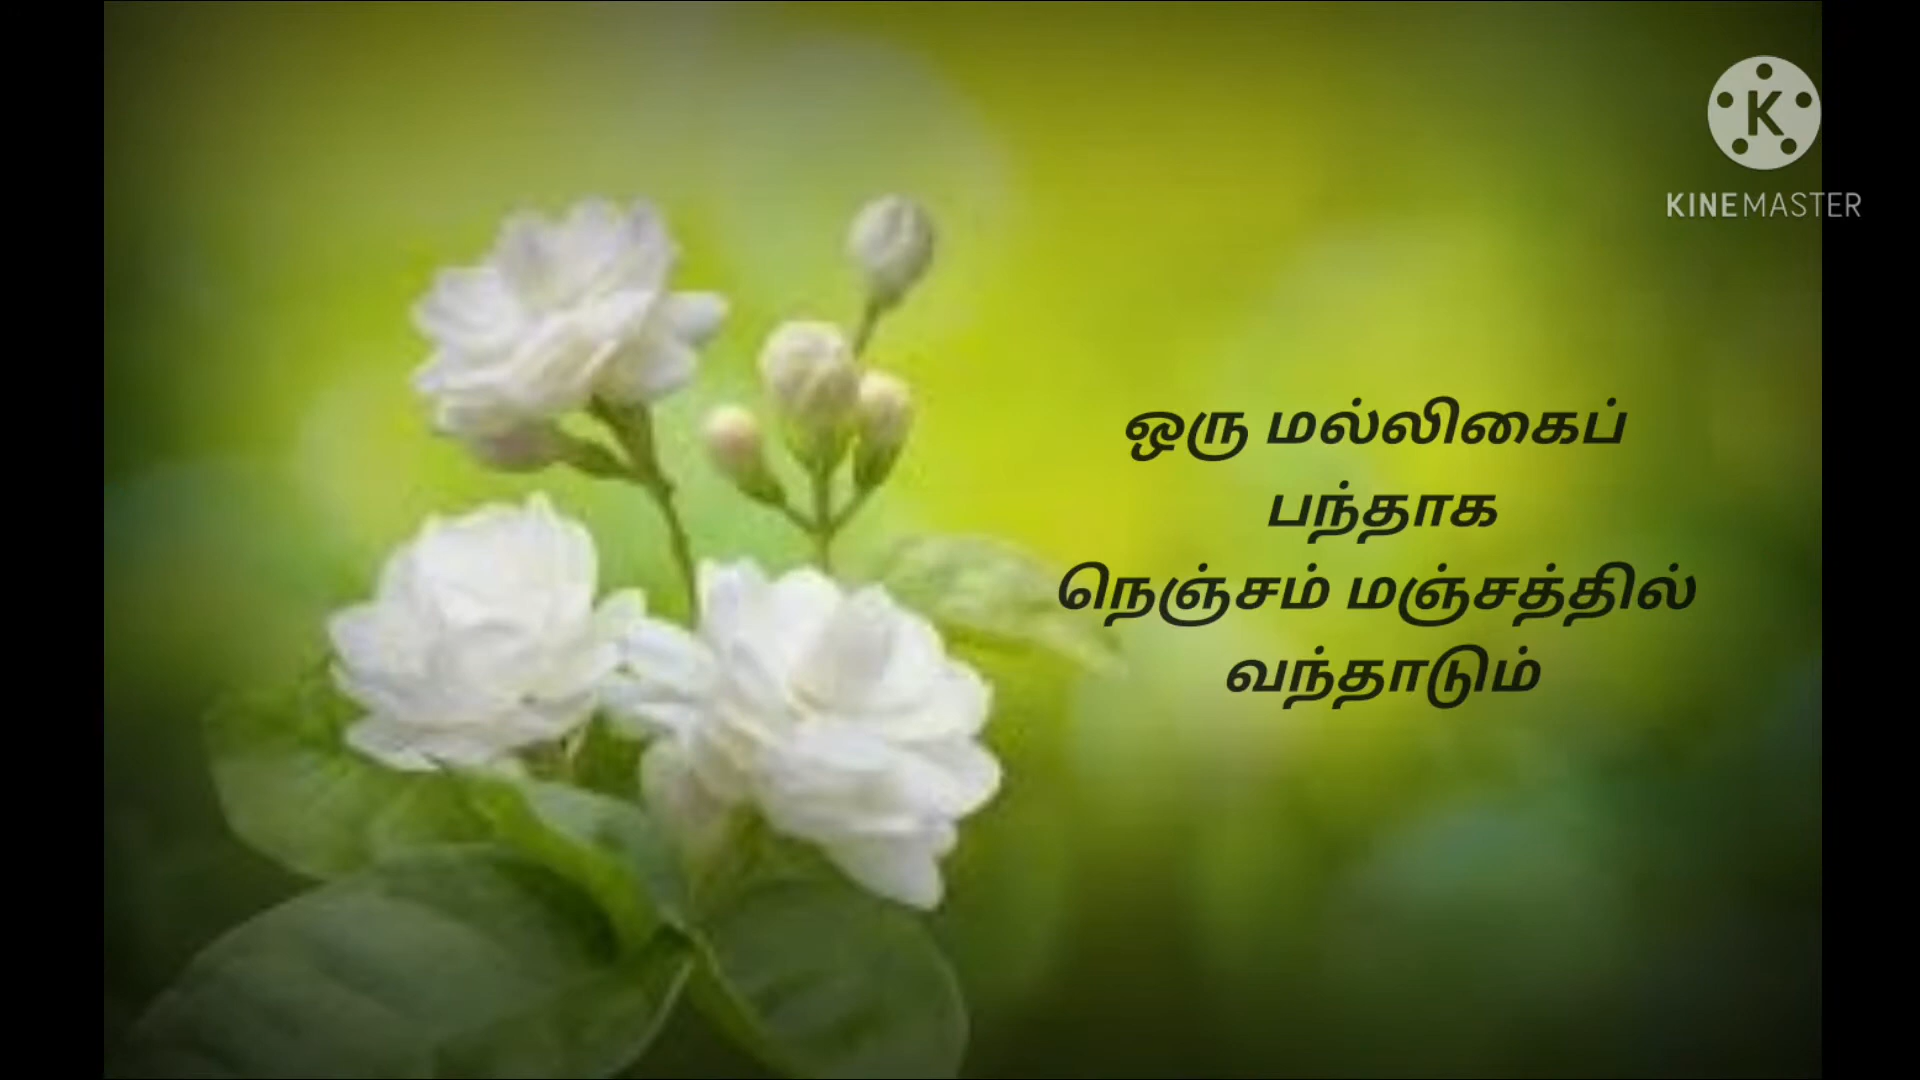 K
KINEMASTER
ஒரு மல்லிகைப்
பந்தாக
நெஞ்சம் மஞ்சத்தில்
வந்தாடும்